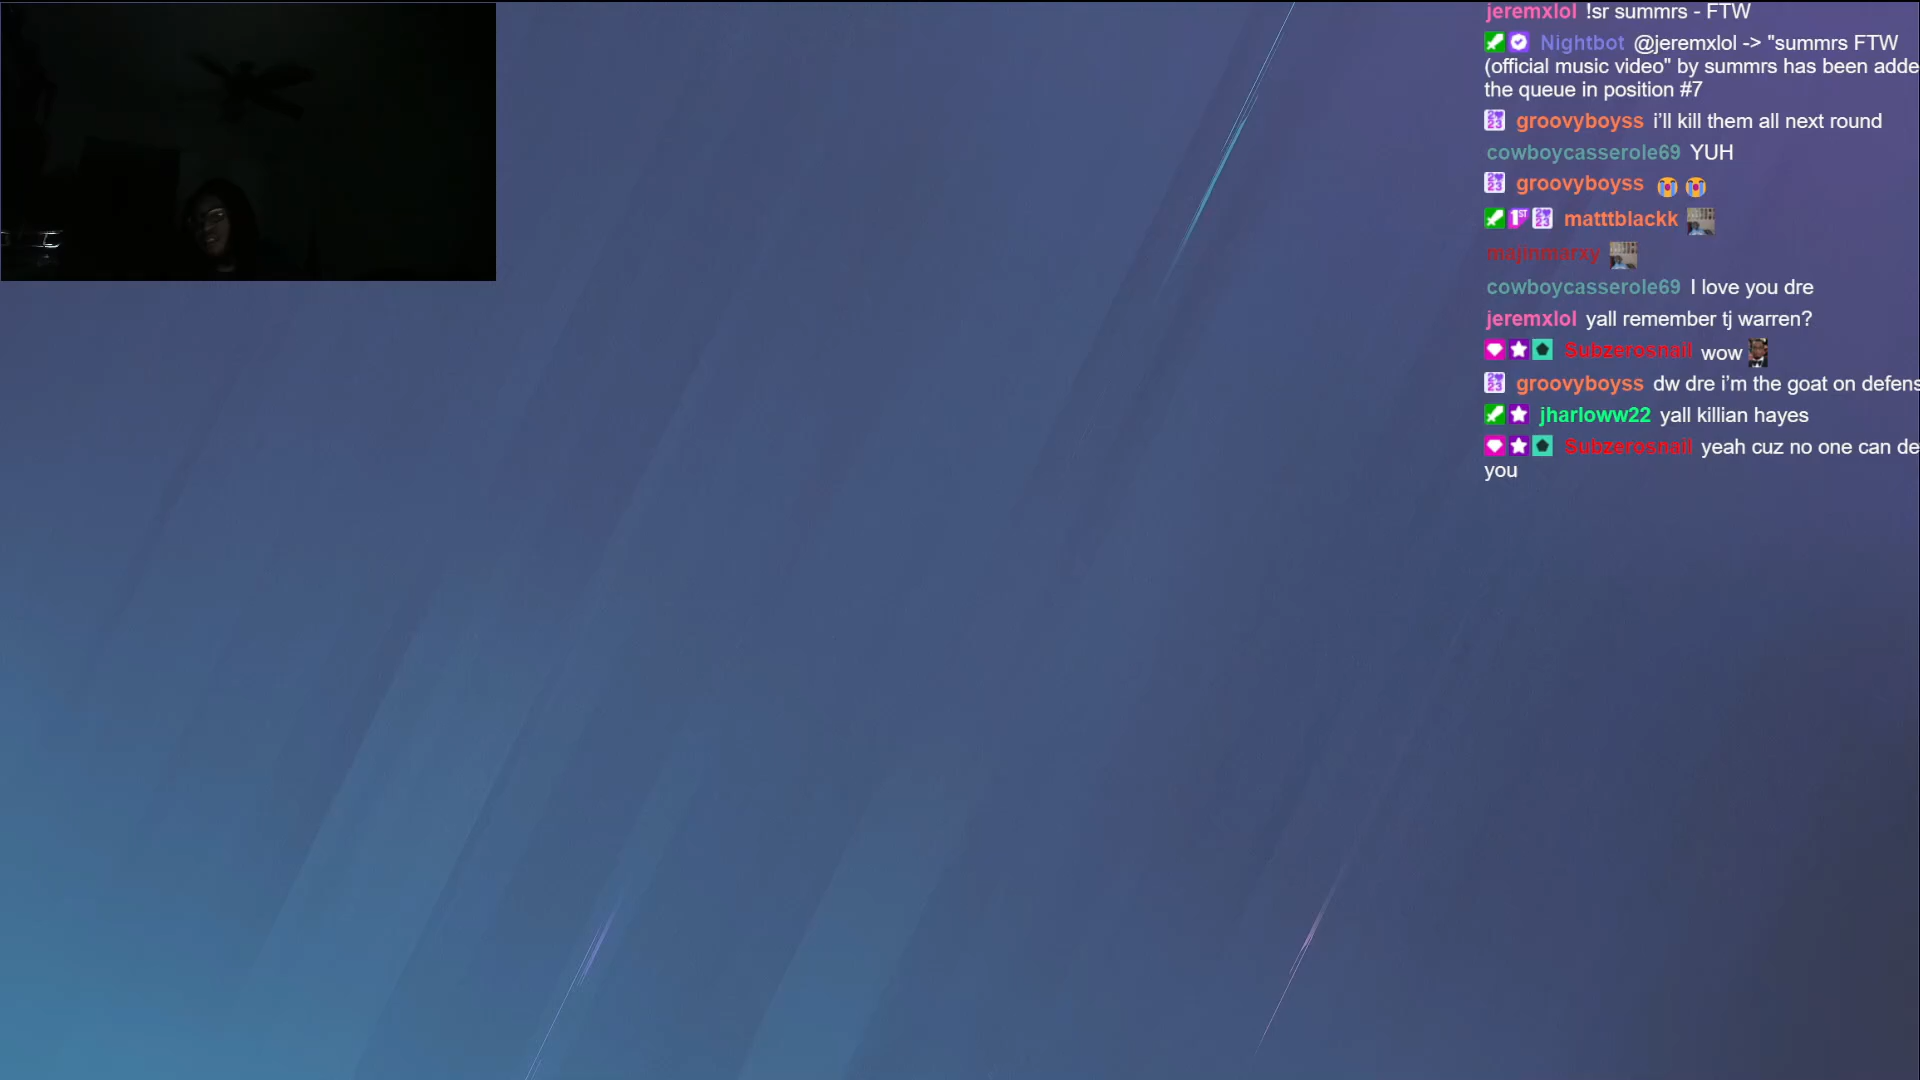 jeremxlol !sr summrs - FTW
Nightbot @jeremxlol -> "summrs FTW
(official music video" by summrs has been adde
the queue in position #7
groovyboyss i'll kill them all next round
cowboycasserole69 YUH
groovyboyss 😭 😭
1ST matttblackk
majinmarxy
cowboycasserole69 I love you dre
jeremxlol yall remember tj warren?
Subzerosnail wow
groovyboyss dw dre i'm the goat on defens
jharloww22 yall killian hayes
Subzerosnail yeah cuz no one can de
you